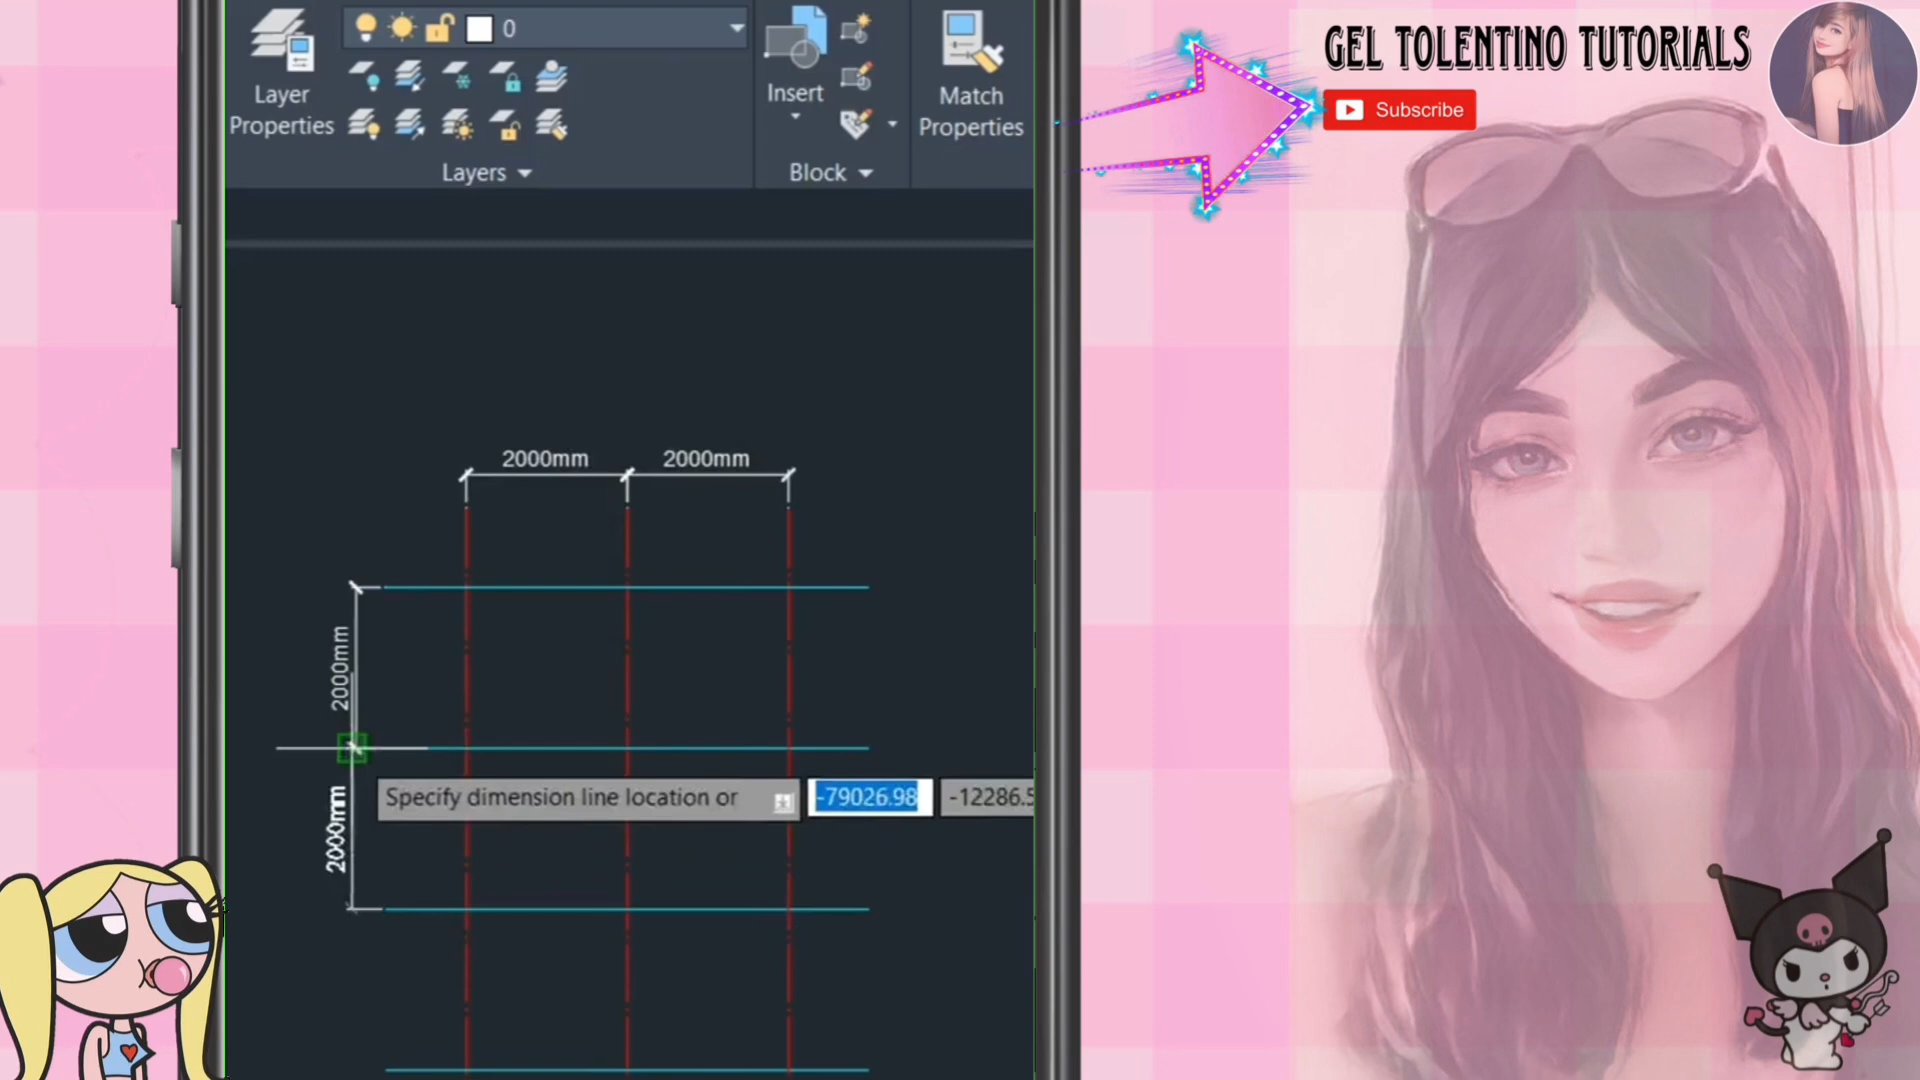 GEL TOLENTINO TUTORIALS
Subscribe
0
Layer
Properties
Insert
Match
Properties
Layers
Block
2000mm 2000mm
2000mm
2000mm
Specify dimension line location or
-79026.98
-12286.5